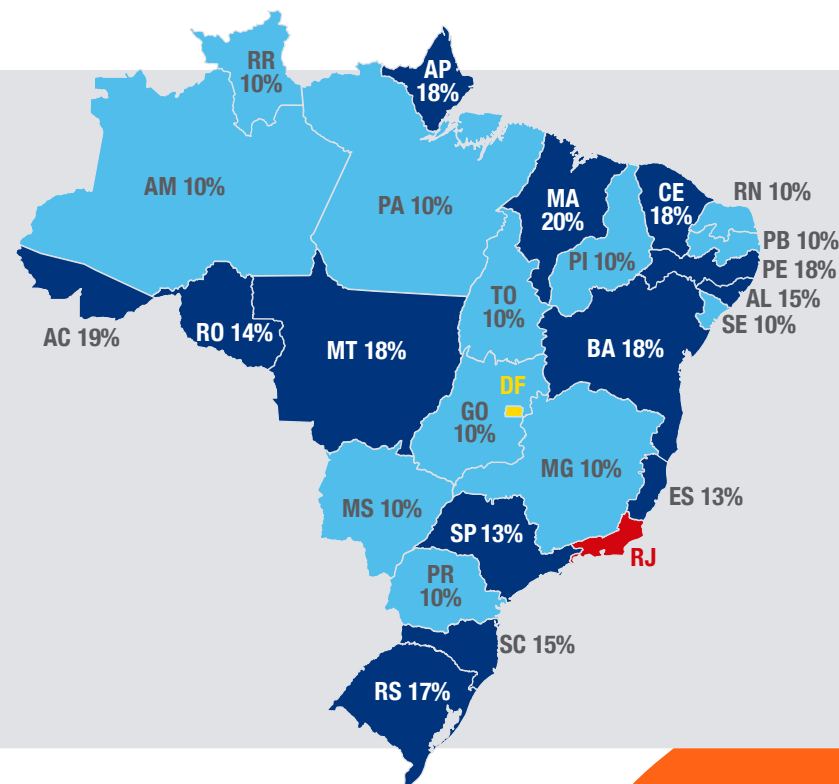 RR
10%
AP
18%
AM 10%
PA 10%
MA
20%
CE
18%
RN 10%
PB 10%
PI 10%
PE 18%
AL 15%
SE 10%
TO
10%
AC 19%
RO 14%
MT 18%
BA 18%
DF
GO
10%
MG 10%
ES 13%
MS 10%
SP 13%
RJ
PR
10%
SC 15%
RS 17%